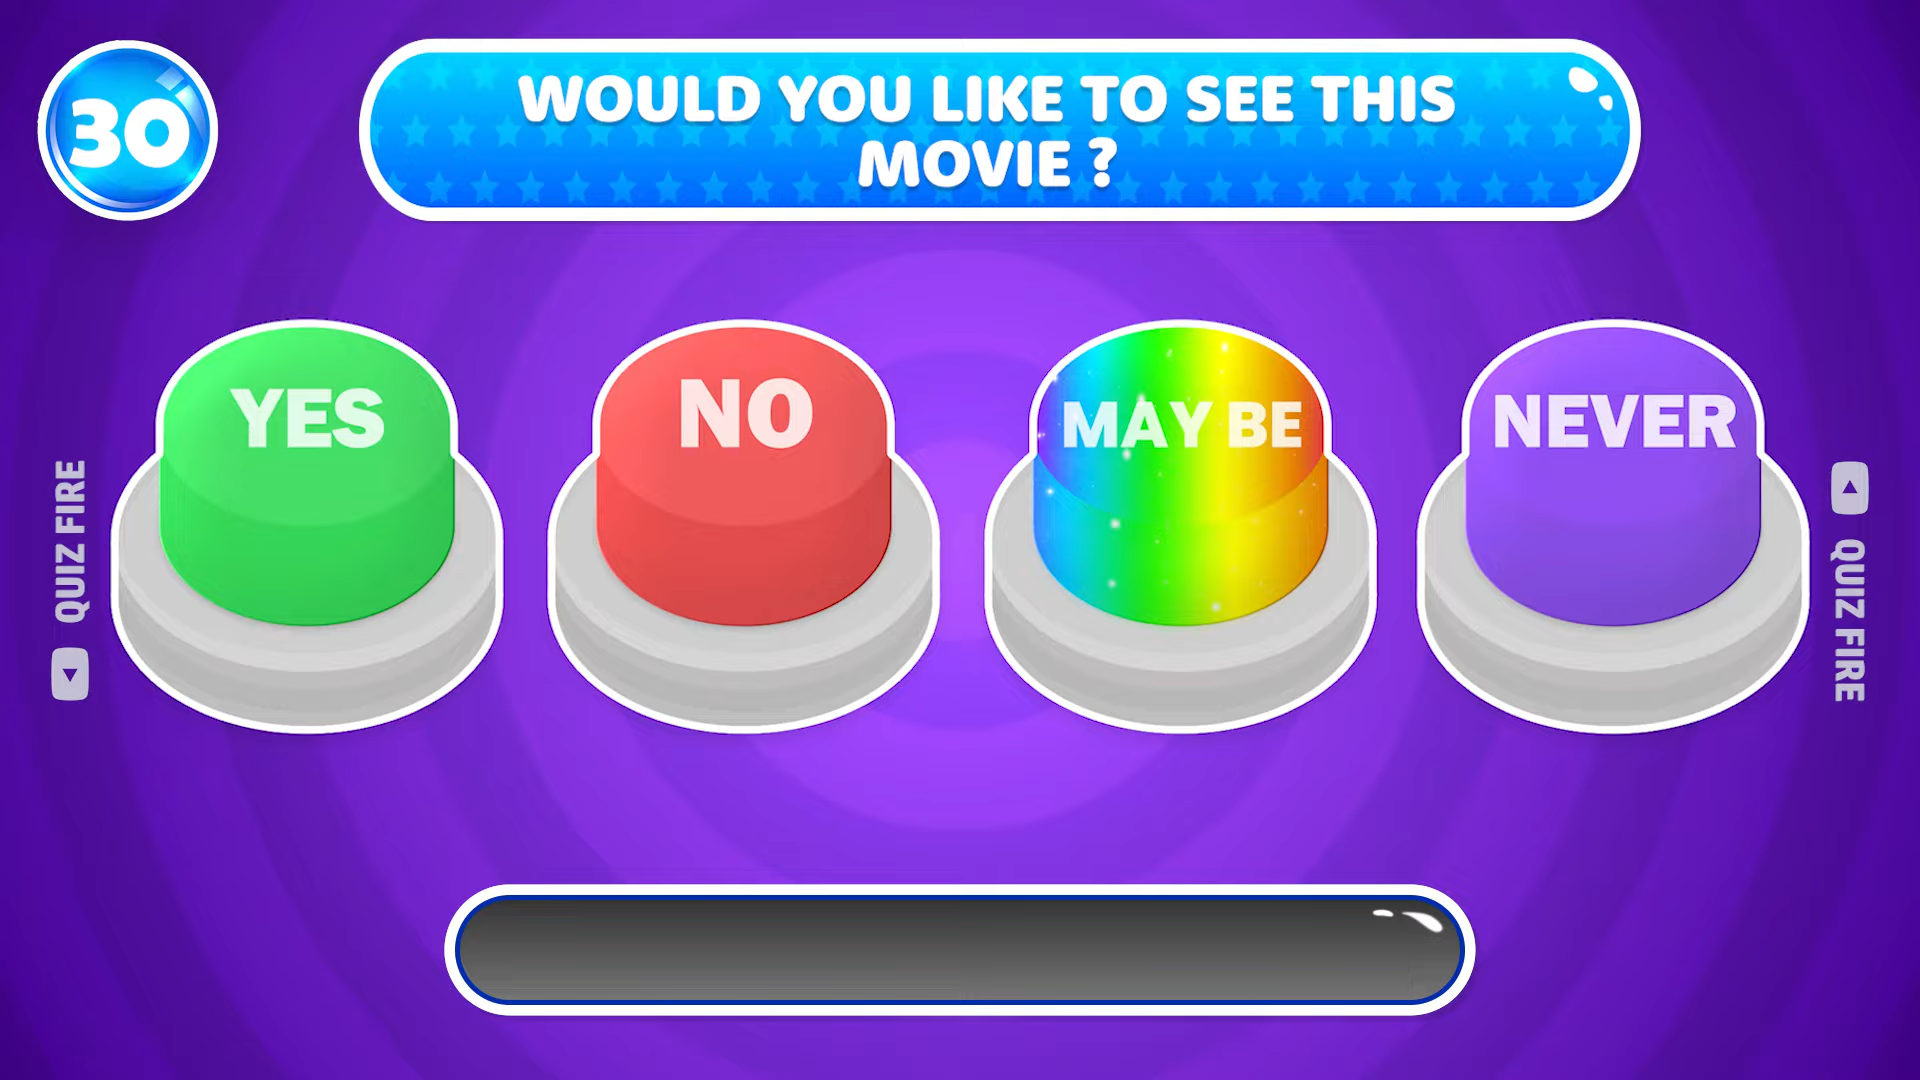 30
WOULD YOU LIKE TO SEE THIS
MOVIE ?
YES
NO
MAY BE
NEVER
QUIZ FIRE
QUIZ FIRE